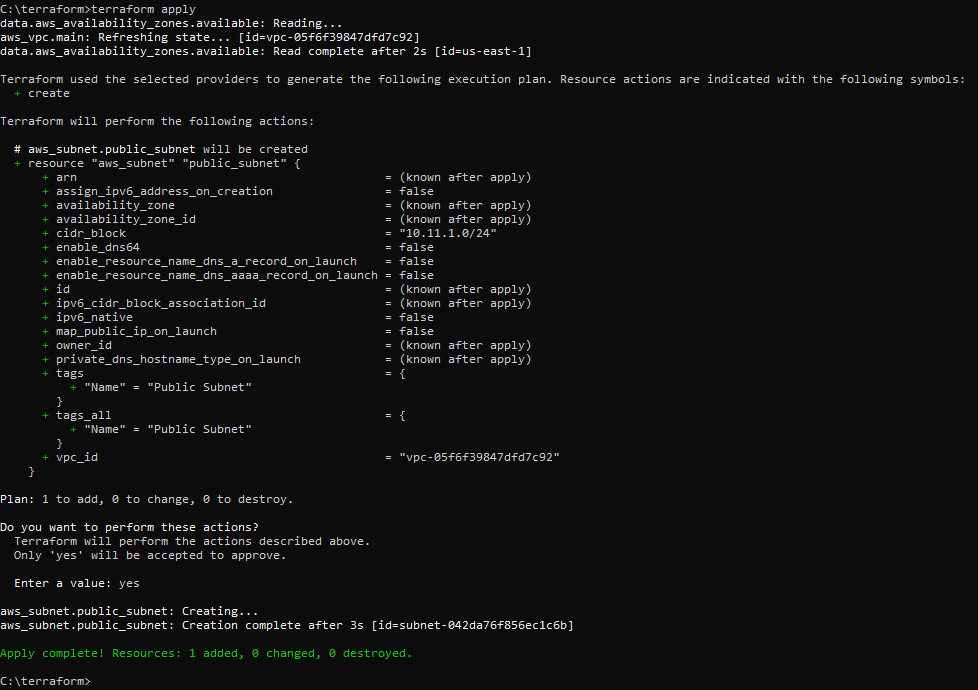 C:\terraform>terraform apply
data.aws_availability_zones.available: Reading...
aws_vpc.main: Refreshing state... [id=vpc-05f6f39847dfd7c92]
data.aws_availability_zones.available: Read complete after 2s [id=us-east-1]

Terraform used the selected providers to generate the following execution plan. Resource actions are indicated with the following symbols:
  + create

Terraform will perform the following actions:

  # aws_subnet.public_subnet will be created
  + resource "aws_subnet" "public_subnet" {
      + arn                                            = (known after apply)
      + assign_ipv6_address_on_creation                = false
      + availability_zone                              = (known after apply)
      + availability_zone_id                           = (known after apply)
      + cidr_block                                     = "10.11.1.0/24"
      + enable_dns64                                   = false
      + enable_resource_name_dns_a_record_on_launch    = false
      + enable_resource_name_dns_aaaa_record_on_launch = false
      + id                                             = (known after apply)
      + ipv6_cidr_block_association_id                 = (known after apply)
      + ipv6_native                                    = false
      + map_public_ip_on_launch                        = false
      + owner_id                                       = (known after apply)
      + private_dns_hostname_type_on_launch            = (known after apply)
      + tags                                           = {
          + "Name" = "Public Subnet"
        }
      + tags_all                                       = {
          + "Name" = "Public Subnet"
        }
      + vpc_id                                         = "vpc-05f6f39847dfd7c92"
    }

Plan: 1 to add, 0 to change, 0 to destroy.

Do you want to perform these actions?
  Terraform will perform the actions described above.
  Only 'yes' will be accepted to approve.

  Enter a value: yes

aws_subnet.public_subnet: Creating...
aws_subnet.public_subnet: Creation complete after 3s [id=subnet-042da76f856ec1c6b]

Apply complete! Resources: 1 added, 0 changed, 0 destroyed.

C:\terraform>